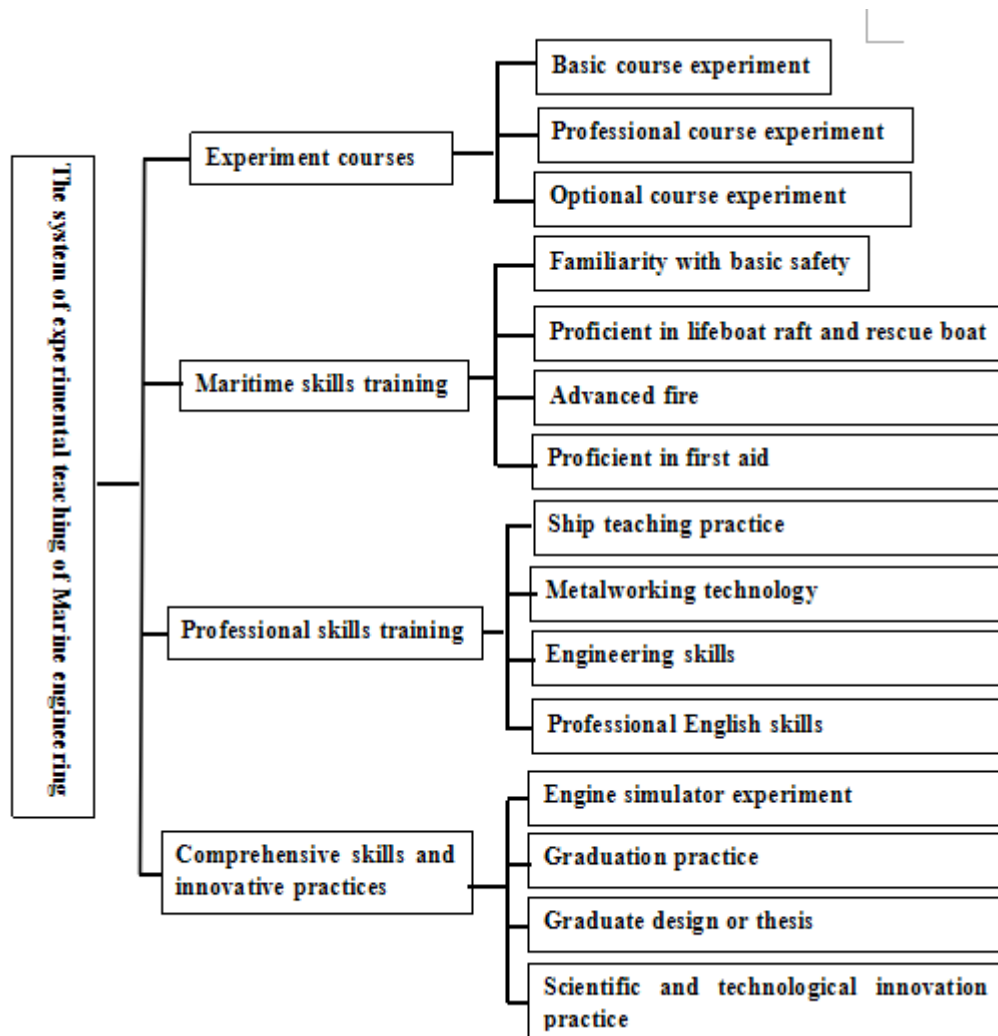 The system of experimental teaching of Marine engineering
Experiment courses
Basic course experiment
Professional course experiment
Optional course experiment
Maritime skills training
Familiarity with basic safety
Proficient in lifeboat raft and rescue boat
Advanced fire
Proficient in first aid
Professional skills training
Ship teaching practice
Metalworking technology
Engineering skills
Professional English skills
Comprehensive skills and
innovative practices
Engine simulator experiment
Graduation practice
Graduate design or thesis
Scientific and technological innovation
practice